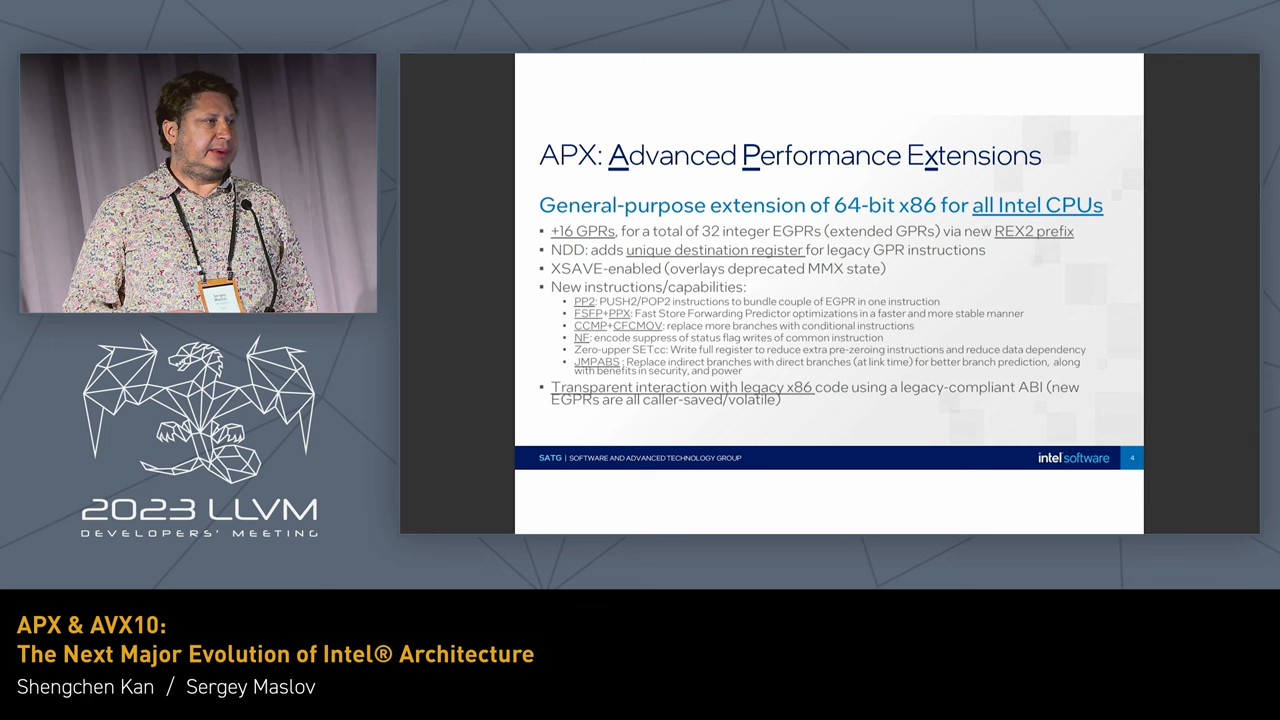 Sergey
Maslov
2023 LLVM
DEVELOPERS' MEETING
APX: Advanced Performance Extensions
General-purpose extension of 64-bit x86 for all Intel CPUs
▪ +16 GPRs, for a total of 32 integer EGPRs (extended GPRs) via new REX2 prefix
▪ NDD: adds unique destination register for legacy GPR instructions
▪ XSAVE-enabled (overlays deprecated MMX state)
▪ New instructions/capabilities:
▪ PP2: PUSH2/POP2 instructions to bundle couple of EGPR in one instruction
▪ FSFP+PPX: Fast Store Forwarding Predictor optimizations in a faster and more stable manner
▪ CCMP+CFCMOV: replace more branches with conditional instructions
▪ NF: encode suppress of status flag writes of common instruction
▪ Zero-upper SETcc: Write full register to reduce extra pre-zeroing instructions and reduce data dependency
▪ JMPABS : Replace indirect branches with direct branches (at link time) for better branch prediction, along
with benefits in security, and power
▪ Transparent interaction with legacy x86 code using a legacy-compliant ABI (new
EGPRs are all caller-saved/volatile)
SATG | SOFTWARE AND ADVANCED TECHNOLOGY GROUP
intel software
4
APX & AVX10:
The Next Major Evolution of Intel® Architecture
Shengchen Kan / Sergey Maslov